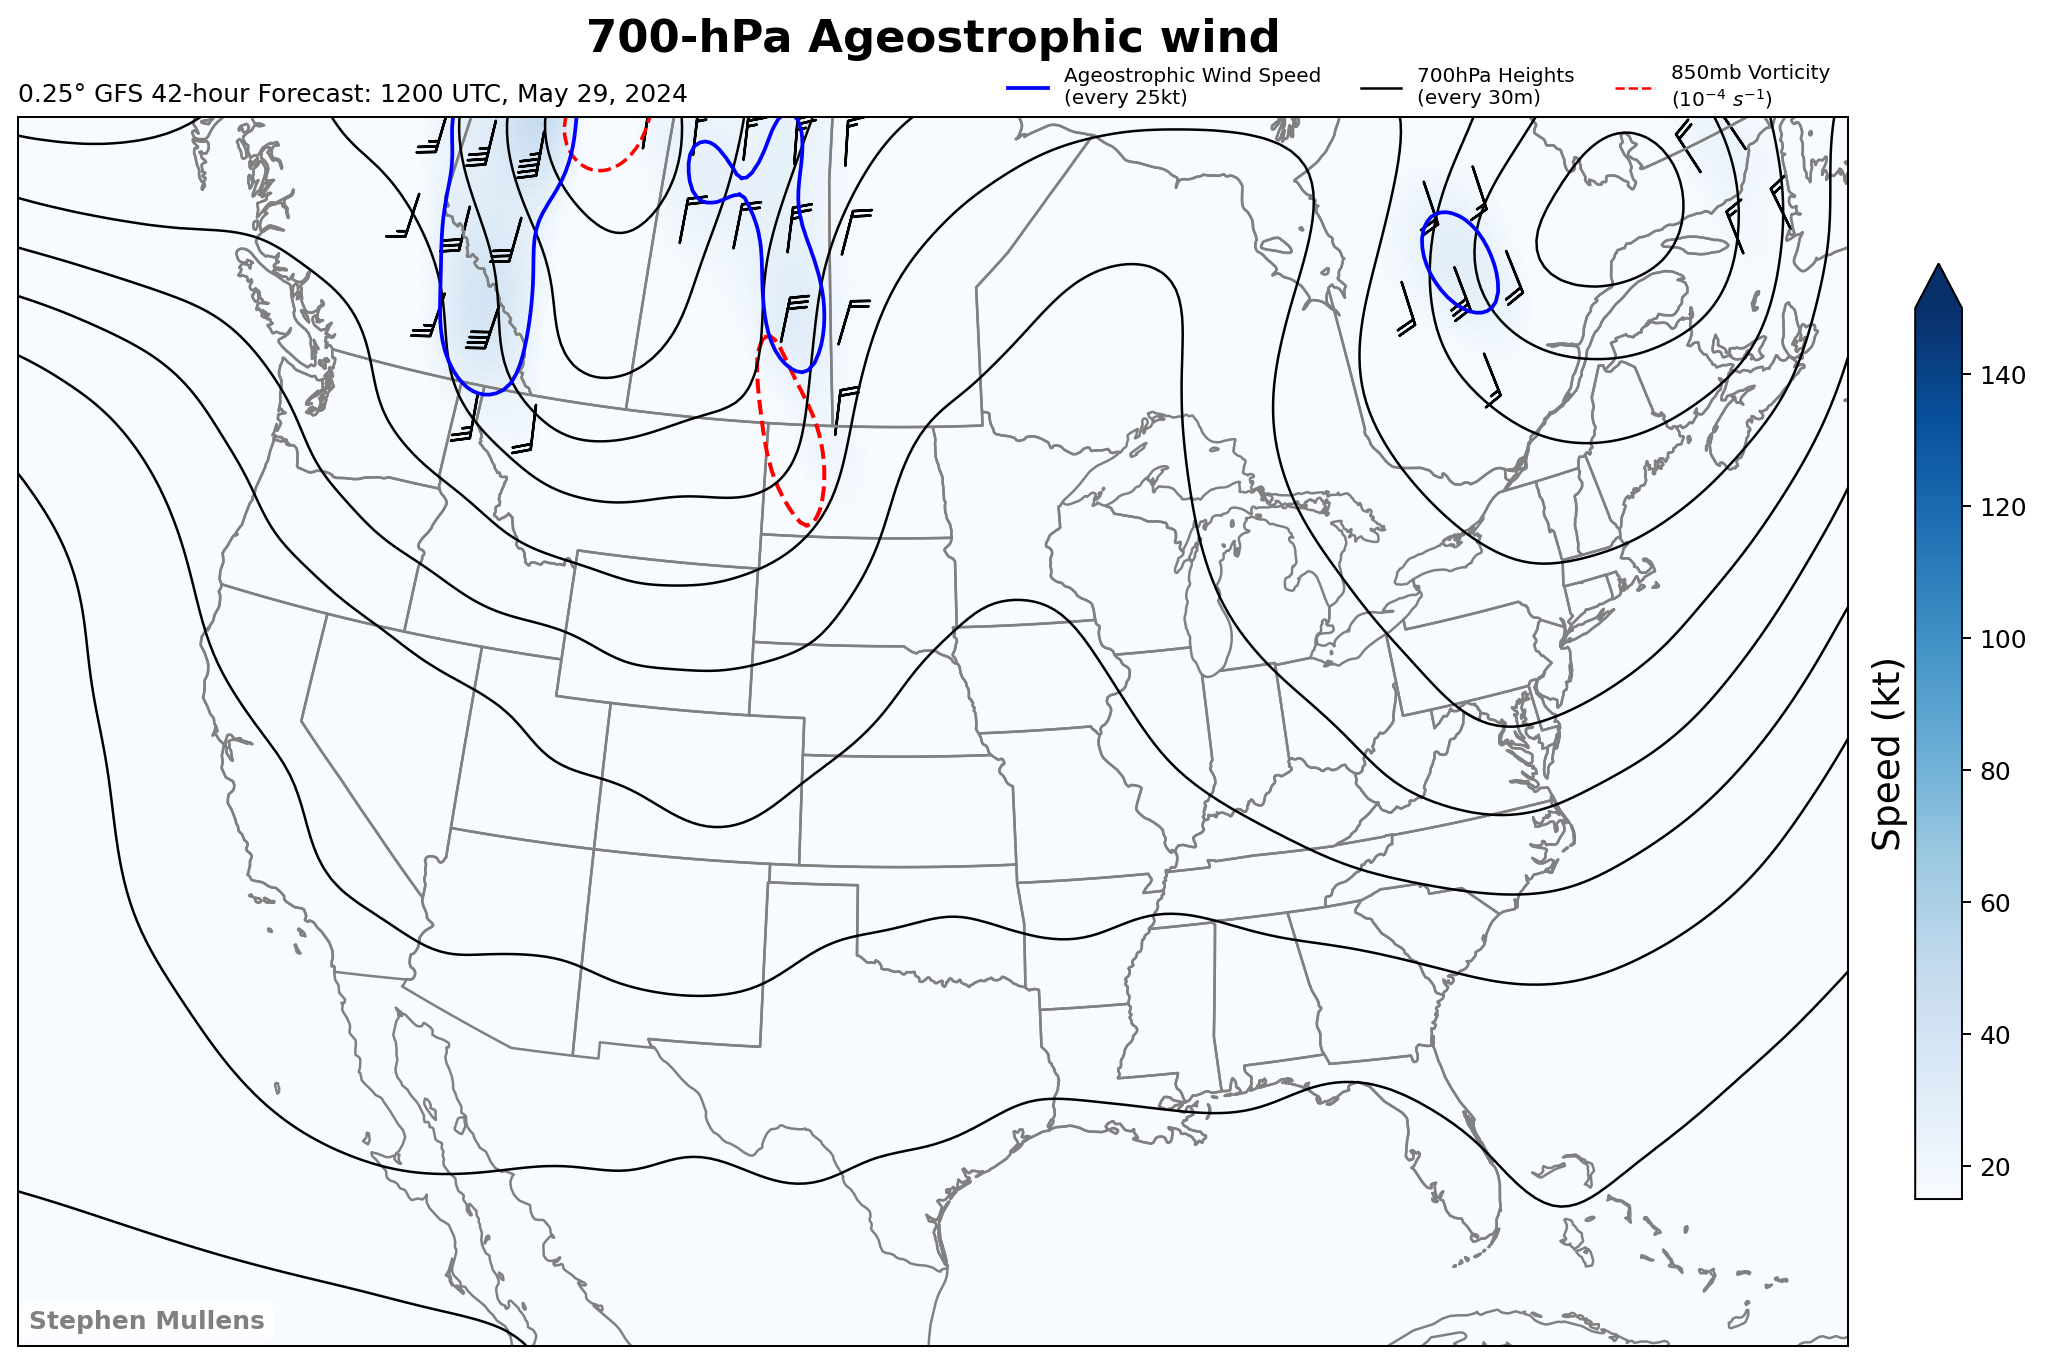 700-hPa Ageostrophic wind
0.25° GFS 42-hour Forecast: 1200 UTC, May 29, 2024
Ageostrophic Wind Speed
(every 25kt)
700hPa Heights
(every 30m)
850mb Vorticity
(10⁻⁴ s⁻¹)
140
120
100
80
60
40
20
Speed (kt)
Stephen Mullens